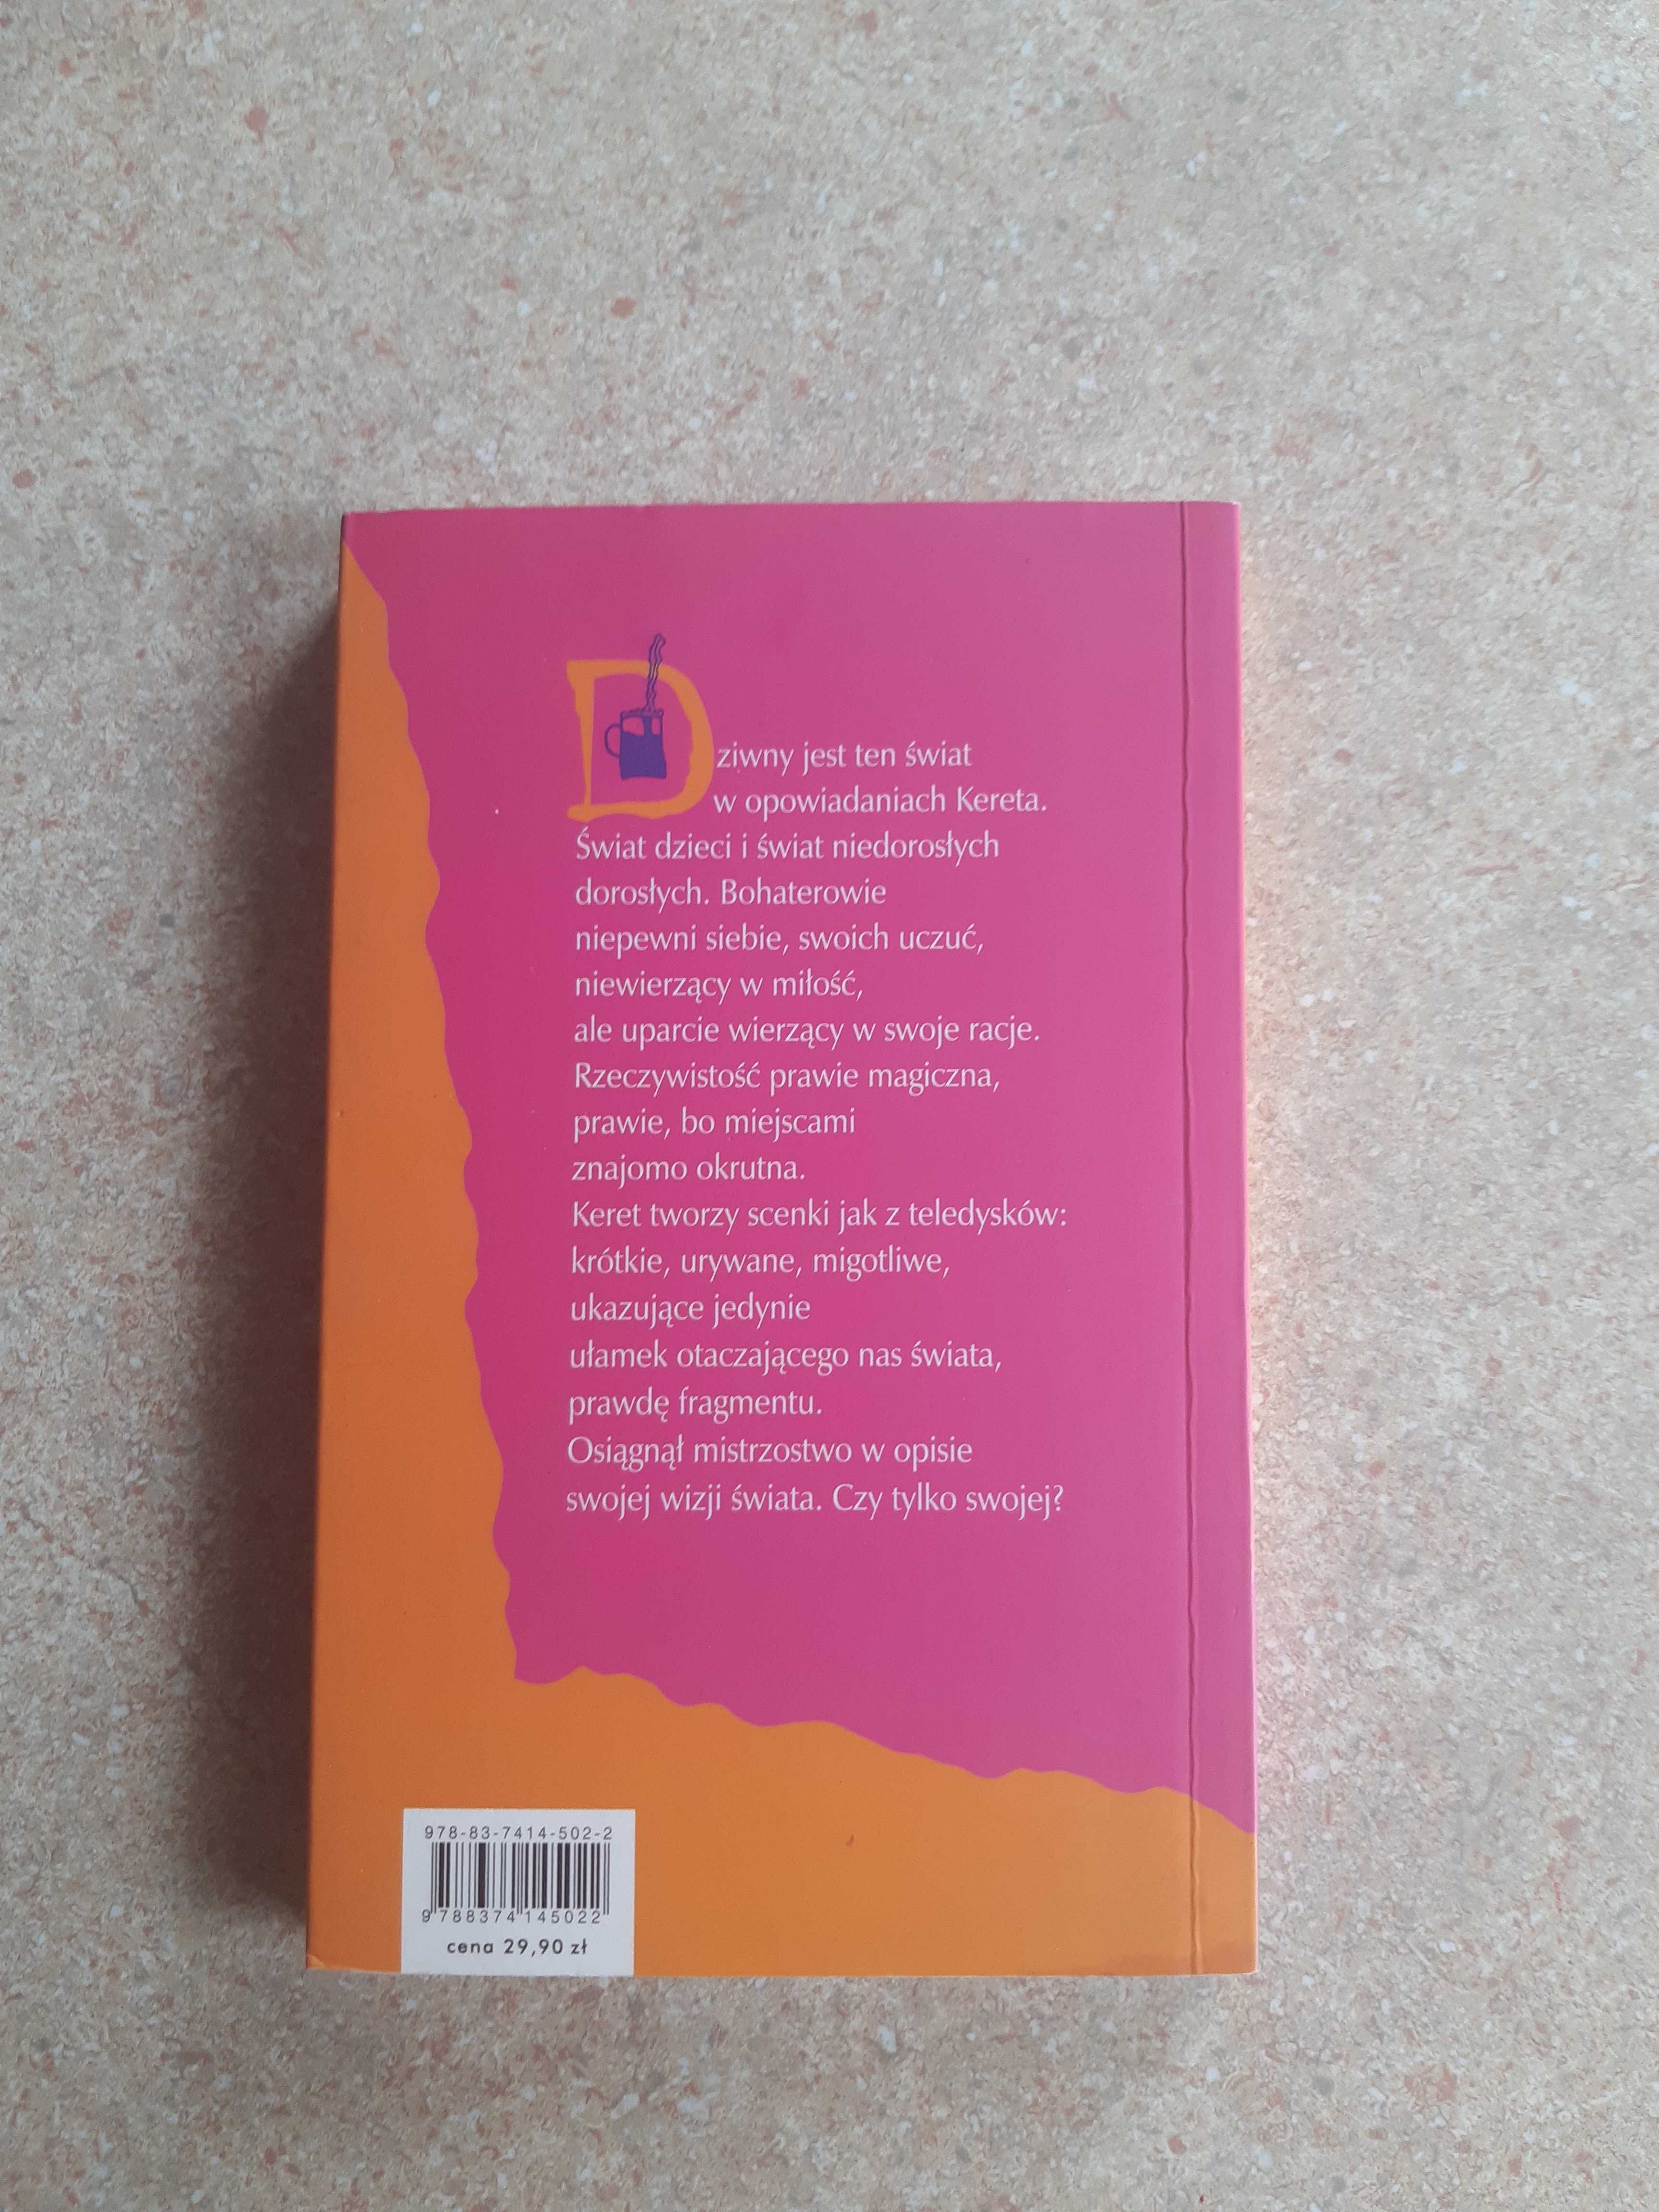 Dziwny jest ten świat
w opowiadaniach Kereta.
Świat dzieci i świat niedorosłych
dorosłych. Bohaterowie
niepewni siebie, swoich uczuć,
niewierzący w miłość,
ale uparcie wierzący w swoje racje.
Rzeczywistość prawie magiczna,
prawie, bo miejscami
znajomo okrutna.
Keret tworzy scenki jak z teledysków:
krótkie, urywane, migotliwe,
ukazujące jedynie
ułamek otaczającego nas świata,
prawdę fragmentu.
Osiągnął mistrzostwo w opisie
swojej wizji świata. Czy tylko swojej?
978-83-7414-502-2
9 788374 145022
cena 29,90 zł